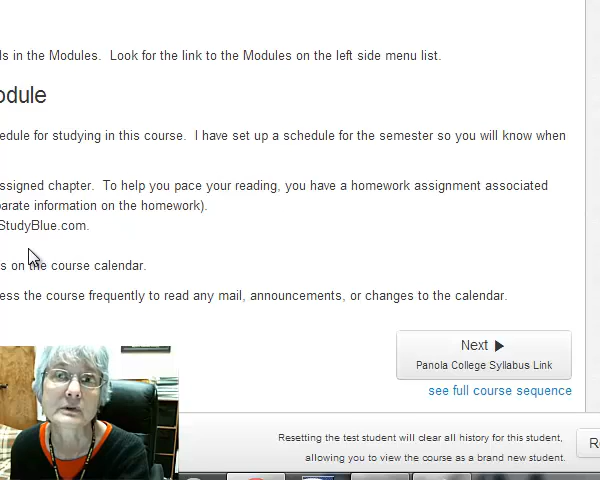 in the Modules. Look for the link to the Modules on the left side menu list.
odule
edule for studying in this course. I have set up a schedule for the semester so you will know when
ssigned chapter. To help you pace your reading, you have a homework assignment associated
parate information on the homework).
StudyBlue.com.
s on the course calendar.
ess the course frequently to read any mail, announcements, or changes to the calendar.
Next
Panola College Syllabus Link
see full course sequence
Resetting the test student will clear all history for this student,
allowing you to view the course as a brand new student.